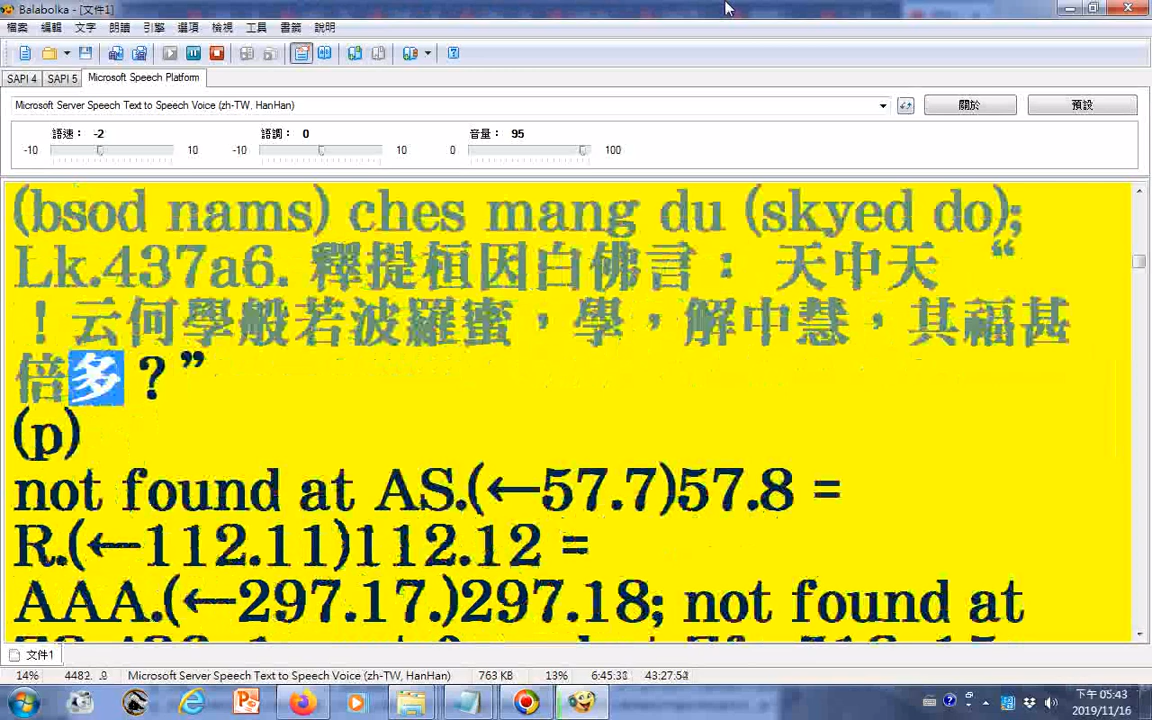 Balabolka - [文件1]
檔案 編輯 文字 朗讀 引擎 選項 檢視 工具 書籤 說明
SAPI 4 SAPI 5 Microsoft Speech Platform
Microsoft Server Speech Text to Speech Voice (zh-TW, HanHan) 關於 預設
語速： -2 語調： 0 音量： 95
-10 10 -10 10 0 100
(bsod nams) ches mang du (skyed do);
Lk.437a6. 釋提桓因白佛言： 天中天 “
！云何學般若波羅蜜，學，解中慧，其福甚
倍多？”
(p)
not found at AS.(←57.7)57.8 =
R.(←112.11)112.12 =
AAA.(←297.17.)297.18; not found at
文件1
14% Microsoft Server Speech Text to Speech Voice (zh-TW, HanHan) 763 KB 13%
下午 05:43
2019/11/16